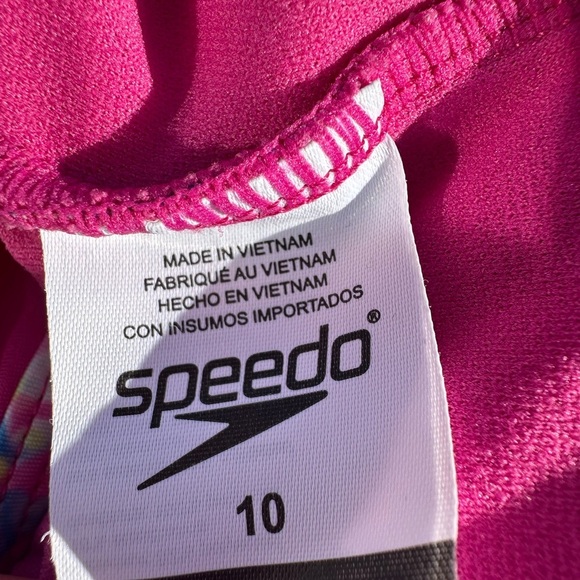 MADE IN VIETNAM
FABRIQUÉ AU VIETNAM
HECHO EN VIETNAM
CON INSUMOS IMPORTADOS
speedo®
10